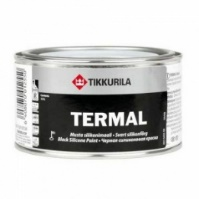 TIKKURILA
TERMAL
Musta silikonimaali · Svart silikonfärg
Black Silicone Paint · Черная силиконовая краска